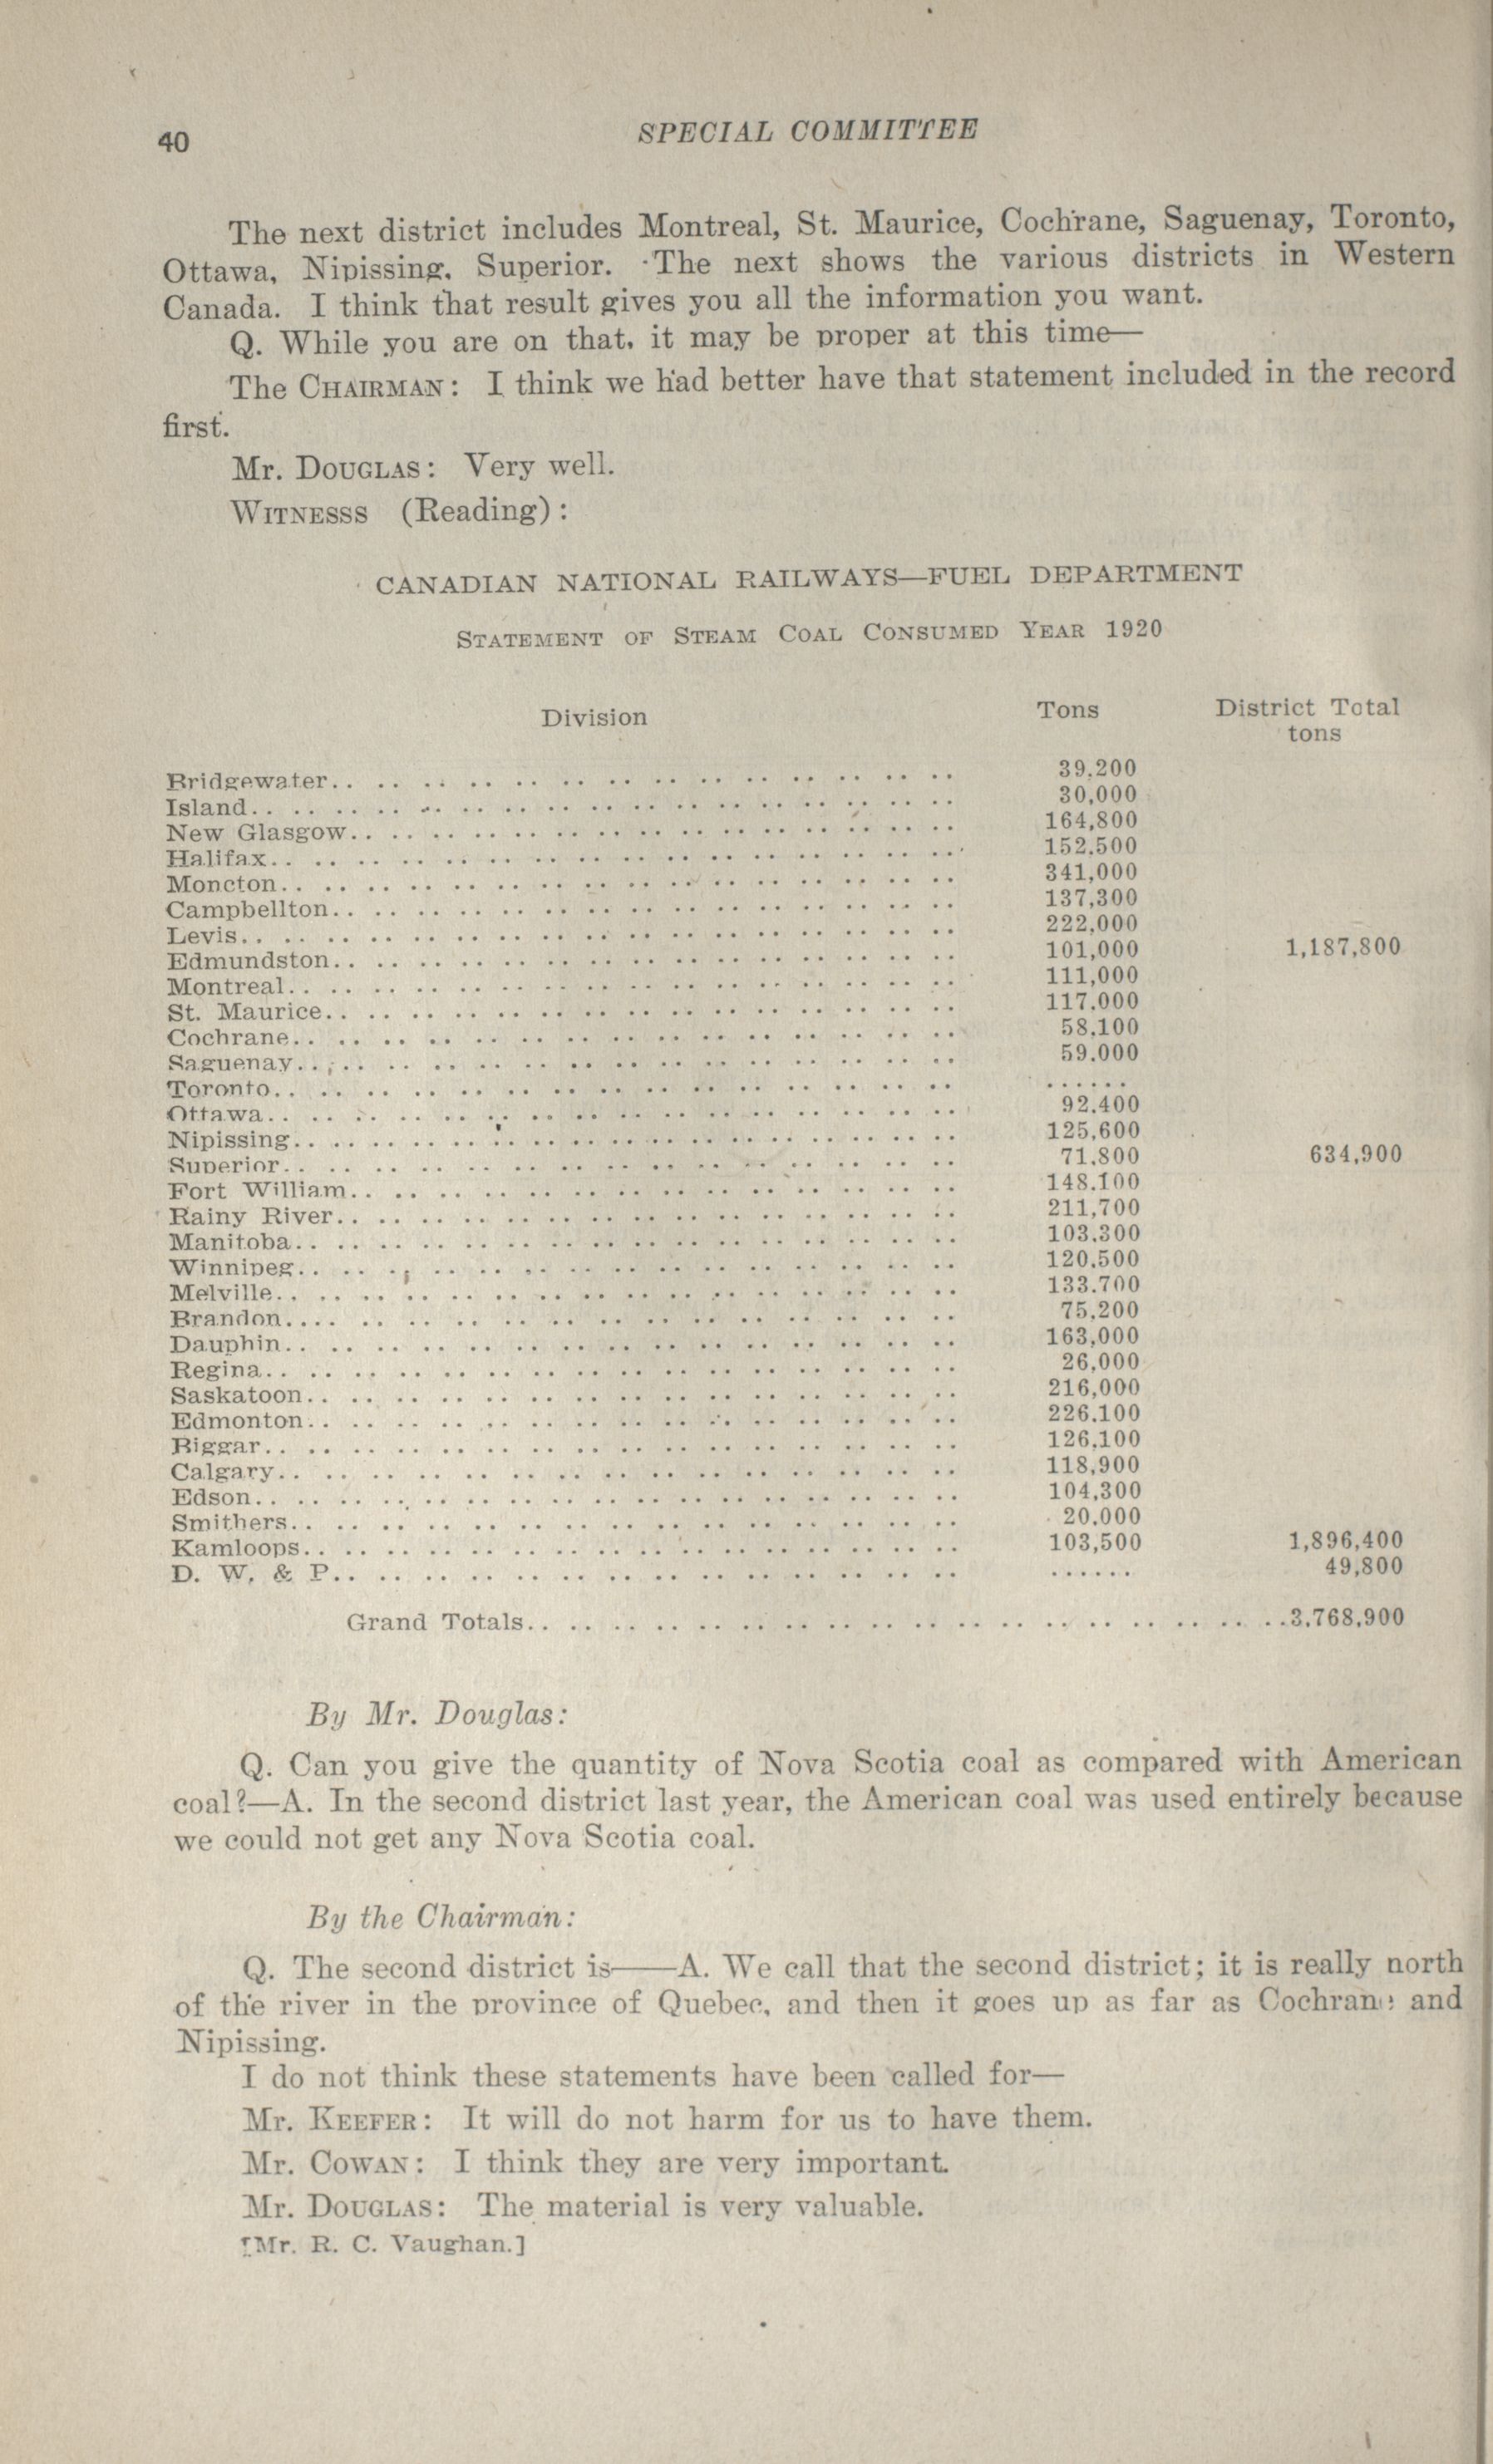 40
SPECIAL COMMITTEE
The next district includes Montreal, St. Maurice, Cochrane, Saguenay, Toronto,
Ottawa, Nipissing, Superior. The next shows the various districts in Western
Canada. I think that result gives you all the information you want.
Q. While you are on that, it may be proper at this time—
The CHAIRMAN: I think we had better have that statement included in the record
first.
Mr. DOUGLAS: Very well.
WITNESSS (Reading):
CANADIAN NATIONAL RAILWAYS—FUEL DEPARTMENT
STATEMENT OF STEAM COAL CONSUMED YEAR 1920
Division Tons District Total
tons
Bridgewater.. .. .. .. .. .. .. .. .. .. .. .. .. .. 39,200
Island.. .. .. .. .. .. .. .. .. .. .. .. .. .. .. .. .. 30,000
New Glasgow.. .. .. .. .. .. .. .. .. .. .. .. .. .. 164,800
Halifax.. .. .. .. .. .. .. .. .. .. .. .. .. .. .. .. 152,500
Moncton.. .. .. .. .. .. .. .. .. .. .. .. .. .. .. .. 341,000
Campbellton.. .. .. .. .. .. .. .. .. .. .. .. .. .. 137,300
Levis.. .. .. .. .. .. .. .. .. .. .. .. .. .. .. .. .. 222,000
Edmundston.. .. .. .. .. .. .. .. .. .. .. .. .. .. 101,000 1,187,800
Montreal.. .. .. .. .. .. .. .. .. .. .. .. .. .. .. .. 111,000
St. Maurice.. .. .. .. .. .. .. .. .. .. .. .. .. .. .. 117,000
Cochrane.. .. .. .. .. .. .. .. .. .. .. .. .. .. .. 58,100
Saguenay.. .. .. .. .. .. .. .. .. .. .. .. .. .. .. 59,000
Toronto.. .. .. .. .. .. .. .. .. .. .. .. .. .. .. ......
Ottawa.. .. .. .. .. .. .. .. .. .. .. .. .. .. .. .. 92,400
Nipissing.. .. .. .. .. .. .. .. .. .. .. .. .. .. .. .. 125,600
Superior.. .. .. .. .. .. .. .. .. .. .. .. .. .. .. 71,800 634,900
Fort William.. .. .. .. .. .. .. .. .. .. .. .. .. .. 148,100
Rainy River.. .. .. .. .. .. .. .. .. .. .. .. .. .. .. 211,700
Manitoba.. .. .. .. .. .. .. .. .. .. .. .. .. .. .. .. 103,300
Winnipeg.. .. .. .. .. .. .. .. .. .. .. .. .. .. .. 120,500
Melville.. .. .. .. .. .. .. .. .. .. .. .. .. .. .. .. 133,700
Brandon.... .. .. .. .. .. .. .. .. .. .. .. .. .. .. 75,200
Dauphin.. .. .. .. .. .. .. .. .. .. .. .. .. .. .. 163,000
Regina.. .. .. .. .. .. .. .. .. .. .. .. .. .. .. .. 26,000
Saskatoon.. .. .. .. .. .. .. .. .. .. .. .. .. .. .. 216,000
Edmonton.. .. .. .. .. .. .. .. .. .. .. .. .. .. .. 226,100
Biggar.. .. .. .. .. .. .. .. .. .. .. .. .. .. .. .. 126,100
Calgary.. .. .. .. .. .. .. .. .. .. .. .. .. .. .. .. 118,900
Edson.. .. .. .. .. .. .. .. .. .. .. .. .. .. .. .. .. 104,300
Smithers.. .. .. .. .. .. .. .. .. .. .. .. .. .. .. 20,000
Kamloops.. .. .. .. .. .. .. .. .. .. .. .. .. .. .. .. 103,500 1,896,400
D. W. & P.. .. .. .. .. .. .. .. .. .. .. .. .. .. ...... 49,800
Grand Totals.. .. .. .. .. .. .. .. .. .. .. .. .. .. .. .. .. ..3,768,900
By Mr. Douglas:
Q. Can you give the quantity of Nova Scotia coal as compared with American
coal?—A. In the second district last year, the American coal was used entirely because
we could not get any Nova Scotia coal.
By the Chairman:
Q. The second district is——A. We call that the second district; it is really north
of the river in the province of Quebec, and then it goes up as far as Cochrane and
Nipissing.
I do not think these statements have been called for—
Mr. KEEFER: It will do not harm for us to have them.
Mr. COWAN: I think they are very important.
Mr. DOUGLAS: The material is very valuable.
[Mr. R. C. Vaughan.]